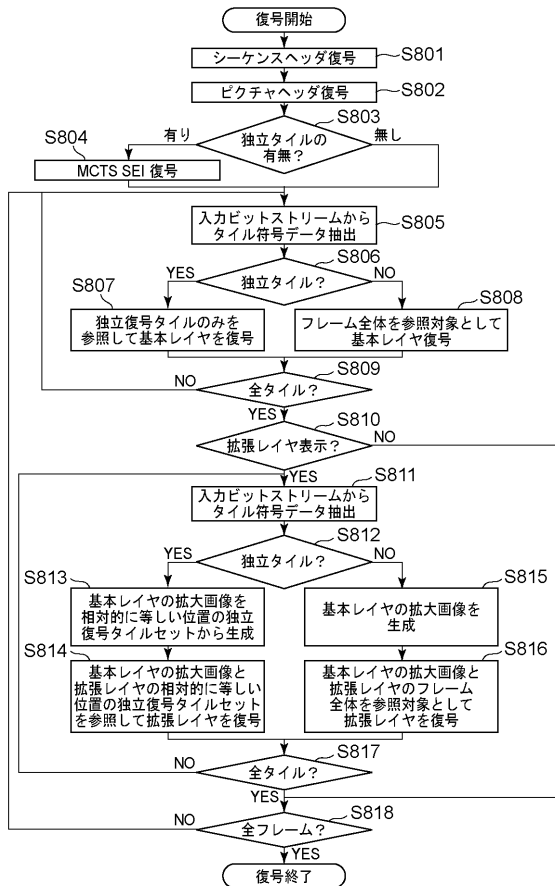 復号開始
シーケンスヘッダ復号
S801
ピクチャヘッダ復号
S802
S803
独立タイルの
有無?
有り
無し
S804
MCTS SEI 復号
入力ビットストリームから
タイル符号データ抽出
S805
S806
独立タイル?
YES
NO
S807
独立復号タイルのみを
参照して基本レイヤを復号
S808
フレーム全体を参照対象として
基本レイヤ復号
S809
全タイル?
NO
YES
S810
拡張レイヤ表示?
NO
YES
S811
入力ビットストリームから
タイル符号データ抽出
S812
独立タイル?
YES
NO
S813
基本レイヤの拡大画像を
相対的に等しい位置の独立
復号タイルセットから生成
S815
基本レイヤの拡大画像を
生成
S814
基本レイヤの拡大画像と
拡張レイヤの相対的に等しい
位置の独立復号タイルセット
を参照して拡張レイヤを復号
S816
基本レイヤの拡大画像と
拡張レイヤのフレーム
全体を参照対象として
拡張レイヤを復号
S817
全タイル?
NO
YES
S818
全フレーム?
NO
YES
復号終了